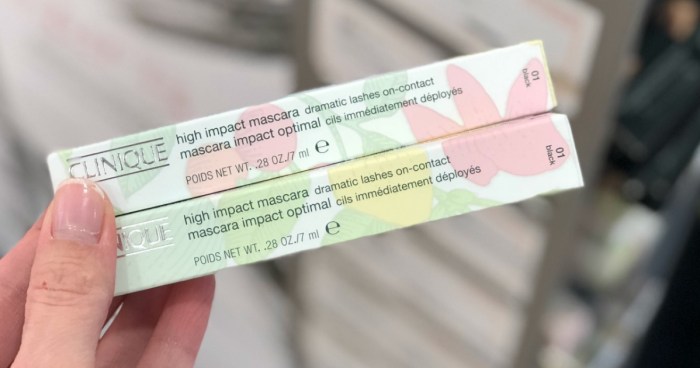 CLINIQUE
high impact mascara dramatic lashes on-contact
mascara impact optimal cils immédiatement déployés
POIDS NET WT. .28 OZ./7 ml e
01
black
high impact mascara dramatic lashes on-contact
mascara impact optimal cils immédiatement déployés
POIDS NET WT. .28 OZ./7 ml e
01
black